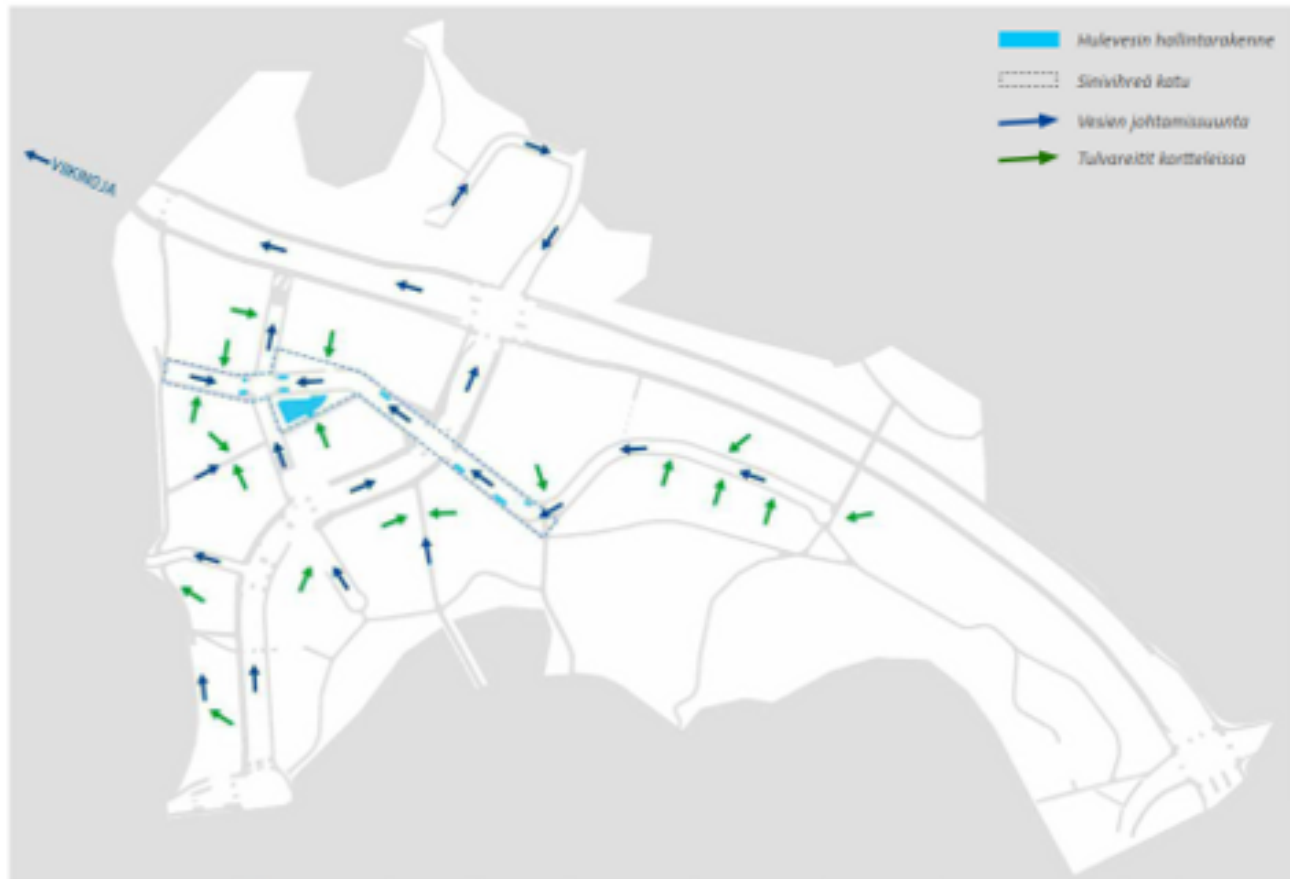 Hulevesin hallintarakenne
Sinivihreä katu
Vesien johtamissuunta
Tulvareitit kortteleissa
VIIKINOJA